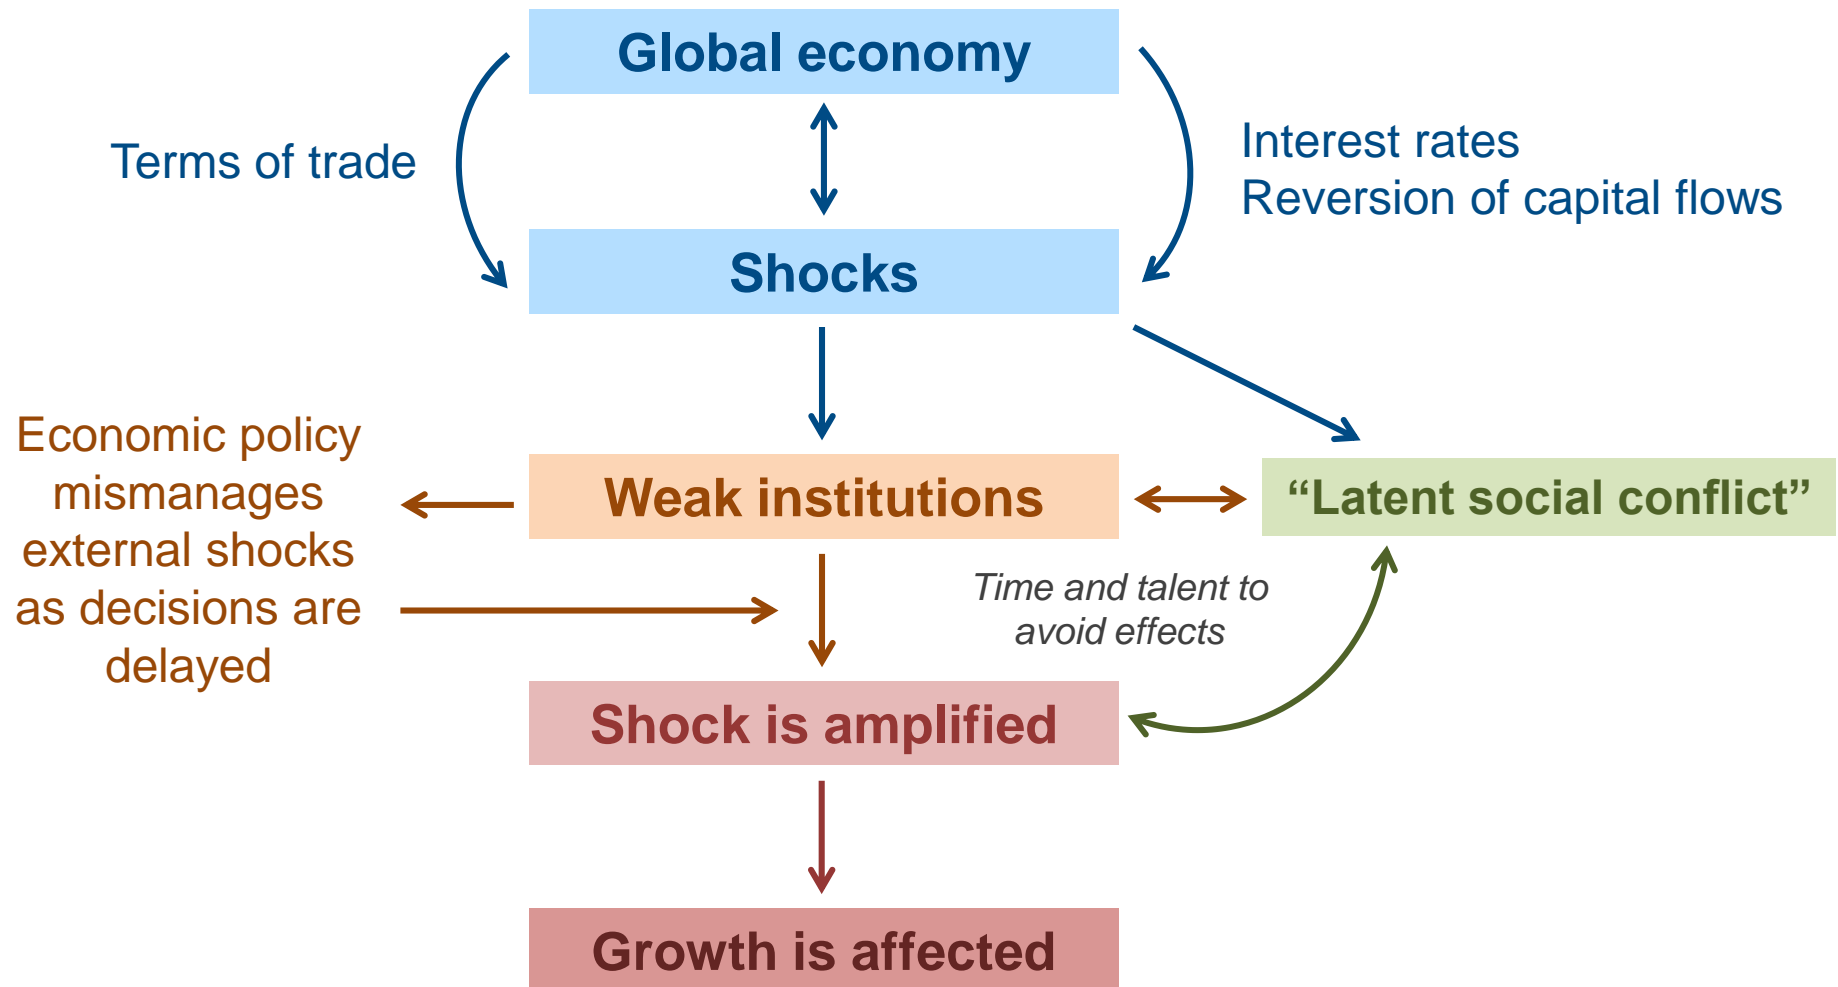 Global economy
Terms of trade
Interest rates
Reversion of capital flows
Shocks
Economic policy
mismanages
external shocks
as decisions are
delayed
Weak institutions
“Latent social conflict”
Time and talent to
avoid effects
Shock is amplified
Growth is affected